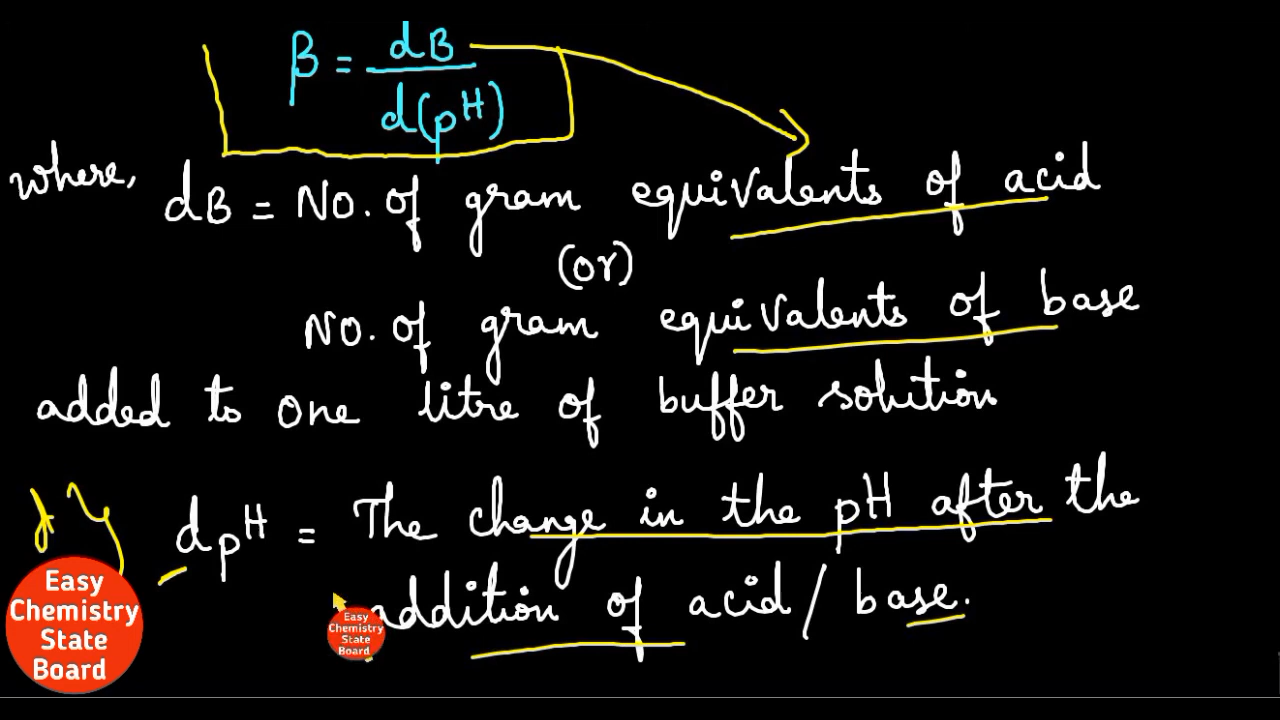 β = dB / d(pH)
where,
dB = No. of gram equivalents of acid
(or)
No. of gram equivalents of base
added to one litre of buffer solution
dpH = The change in the pH after the
addition of acid / base.
Easy
Chemistry
State
Board
Easy
Chemistry
State
Board